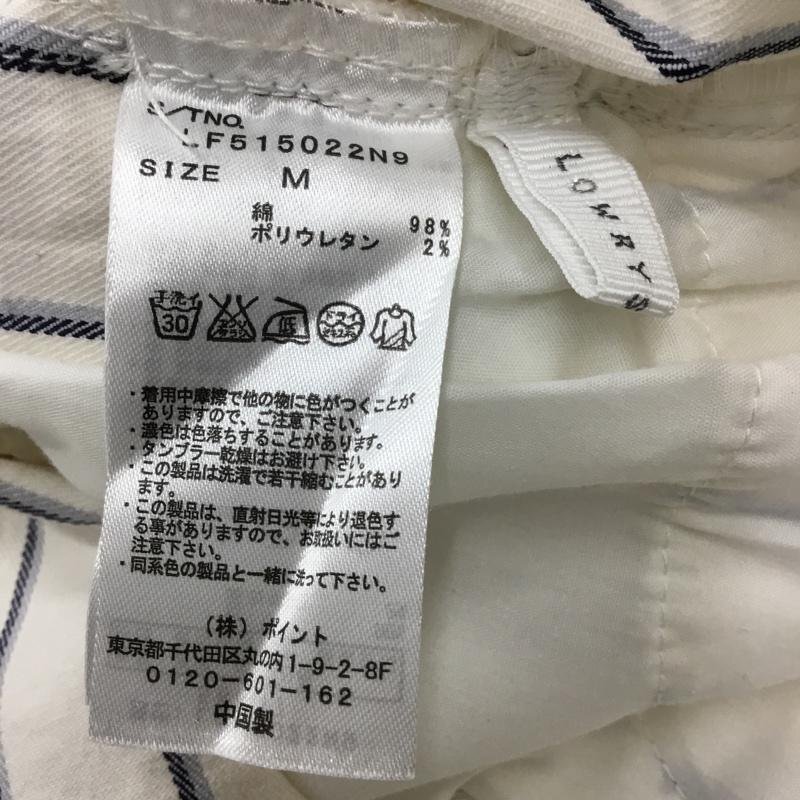 S/TNO.
LF515022N9
SIZE M
綿 98%
ポリウレタン 2%
手洗イ
30
低
ドライ
・着用中摩擦で他の物に色がつくことが
ありますので、ご注意下さい。
・濃色は色落ちすることがあります。
・タンブラー乾燥はお避け下さい。
・この製品は洗濯で若干縮むことがあり
ます。
・この製品は、直射日光等により退色す
る事がありますので、お取扱いにはご
注意下さい。
・同系色の製品と一緒に洗って下さい。
(株)ポイント
東京都千代田区丸の内1-9-2-8F
0120-601-162
中国製
LOWRYS